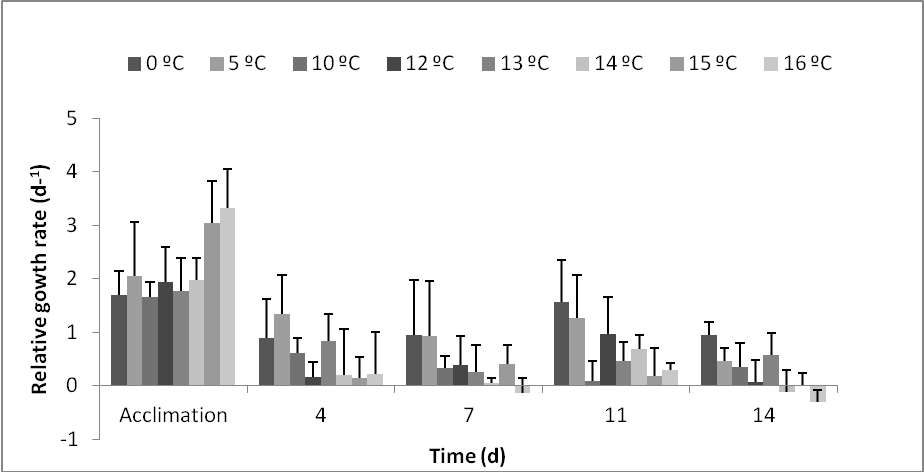 0 ºC 5 ºC 10 ºC 12 ºC 13 ºC 14 ºC 15 ºC 16 ºC
Relative gowth rate (d-1)
5
4
3
2
1
0
-1
Acclimation 4 7 11 14
Time (d)